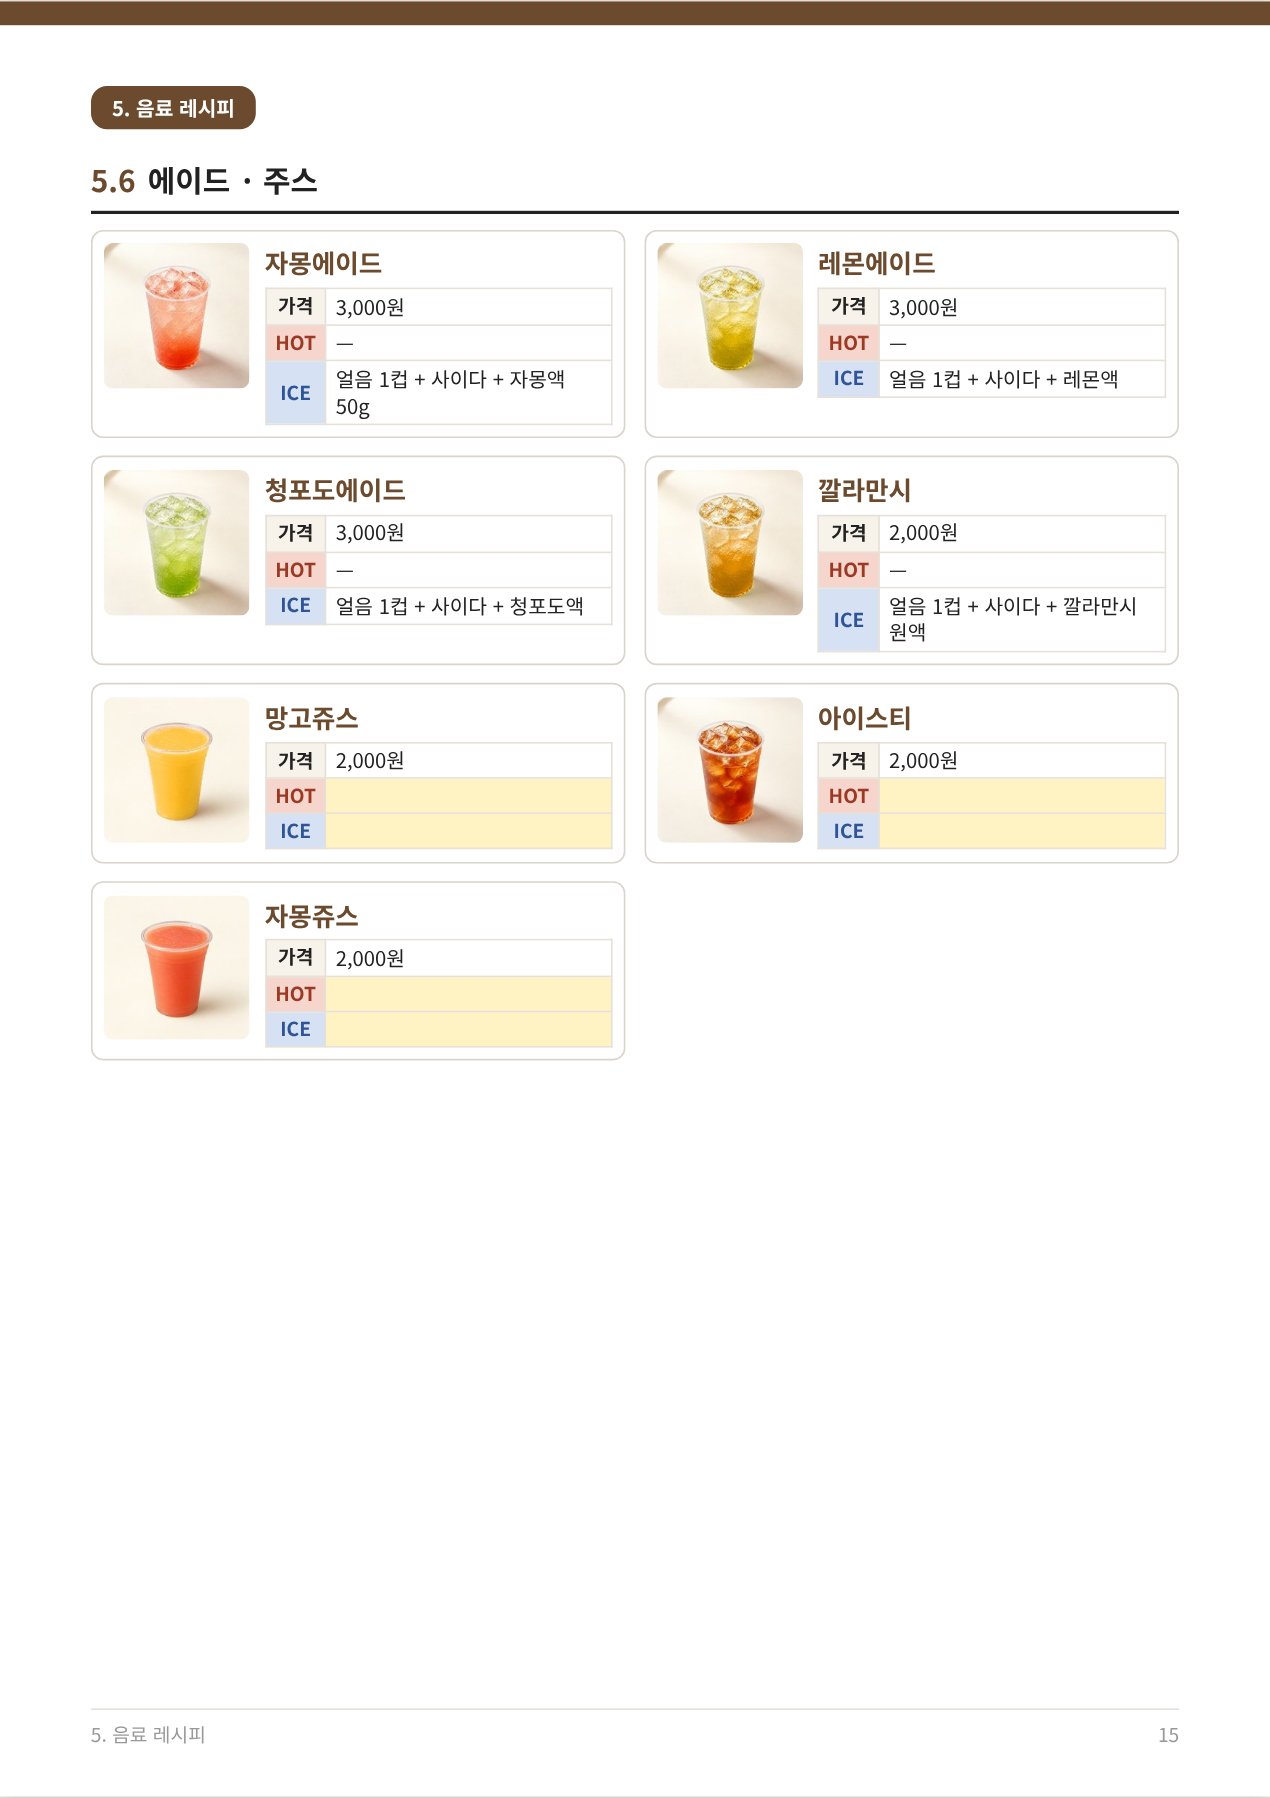 5. 음료 레시피
5.6 에이드 · 주스
자몽에이드
가격 3,000원
HOT —
ICE 얼음 1컵 + 사이다 + 자몽액
50g
레몬에이드
가격 3,000원
HOT —
ICE 얼음 1컵 + 사이다 + 레몬액
청포도에이드
가격 3,000원
HOT —
ICE 얼음 1컵 + 사이다 + 청포도액
깔라만시
가격 2,000원
HOT —
ICE 얼음 1컵 + 사이다 + 깔라만시
원액
망고쥬스
가격 2,000원
HOT
ICE
아이스티
가격 2,000원
HOT
ICE
자몽쥬스
가격 2,000원
HOT
ICE
5. 음료 레시피 15